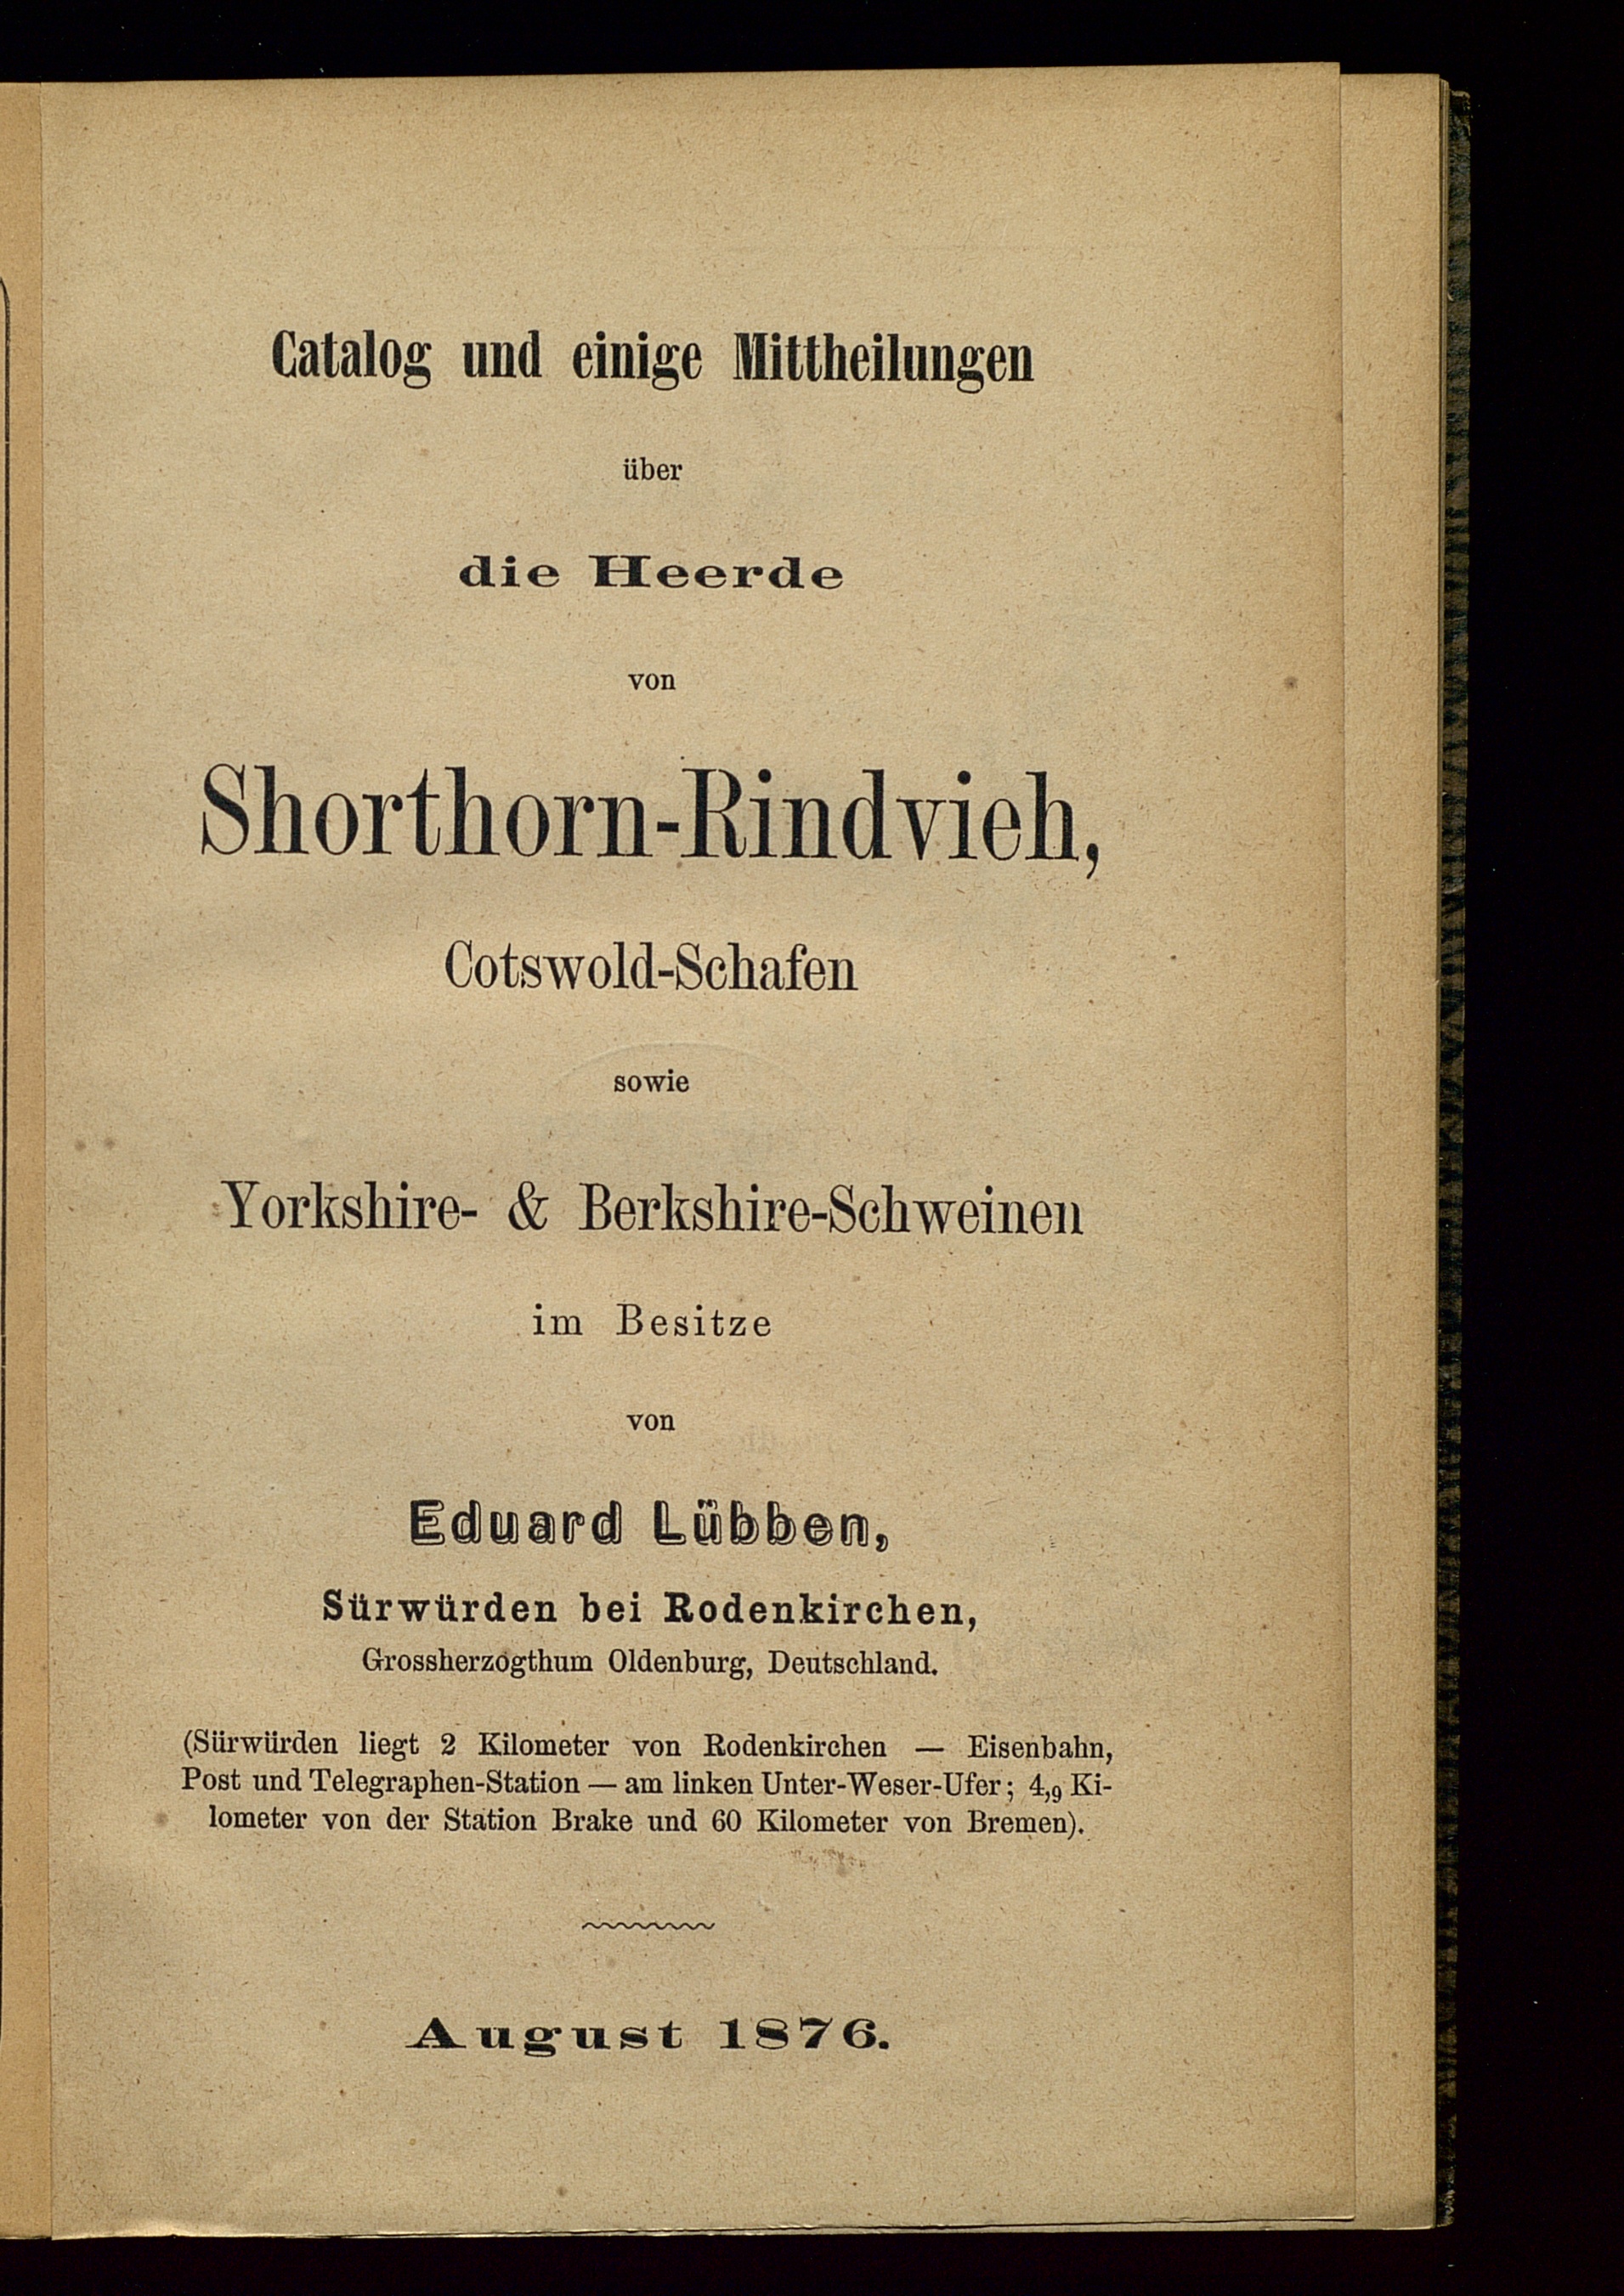 Catalog und einige Mittheilungen
über
die Heerde
von
Shorthorn-Rindvieh,
Cotswold-Schafen
sowie
Yorkshire- & Berkshire-Schweinen
im Besitze
von
Eduard Lübben,
Sürwürden bei Rodenkirchen,
Grossherzogthum Oldenburg, Deutschland.
(Sürwürden liegt 2 Kilometer von Rodenkirchen — Eisenbahn,
Post und Telegraphen-Station — am linken Unter-Weser-Ufer; 4,9 Ki-
lometer von der Station Brake und 60 Kilometer von Bremen).
August 1876.